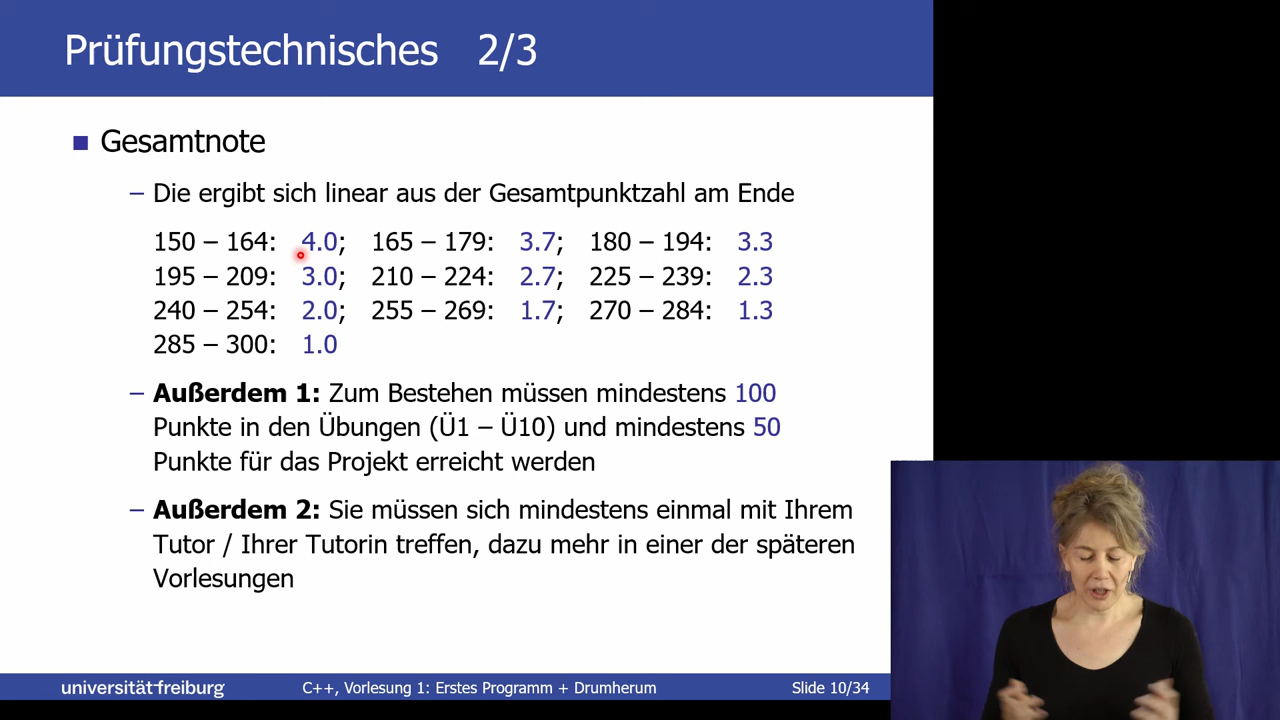 Prüfungstechnisches 2/3
Gesamtnote
– Die ergibt sich linear aus der Gesamtpunktzahl am Ende
150 – 164: 4.0; 165 – 179: 3.7; 180 – 194: 3.3
195 – 209: 3.0; 210 – 224: 2.7; 225 – 239: 2.3
240 – 254: 2.0; 255 – 269: 1.7; 270 – 284: 1.3
285 – 300: 1.0
– Außerdem 1: Zum Bestehen müssen mindestens 100
Punkte in den Übungen (Ü1 – Ü10) und mindestens 50
Punkte für das Projekt erreicht werden
– Außerdem 2: Sie müssen sich mindestens einmal mit Ihrem
Tutor / Ihrer Tutorin treffen, dazu mehr in einer der späteren
Vorlesungen
universität freiburg C++, Vorlesung 1: Erstes Programm + Drumherum Slide 10/34